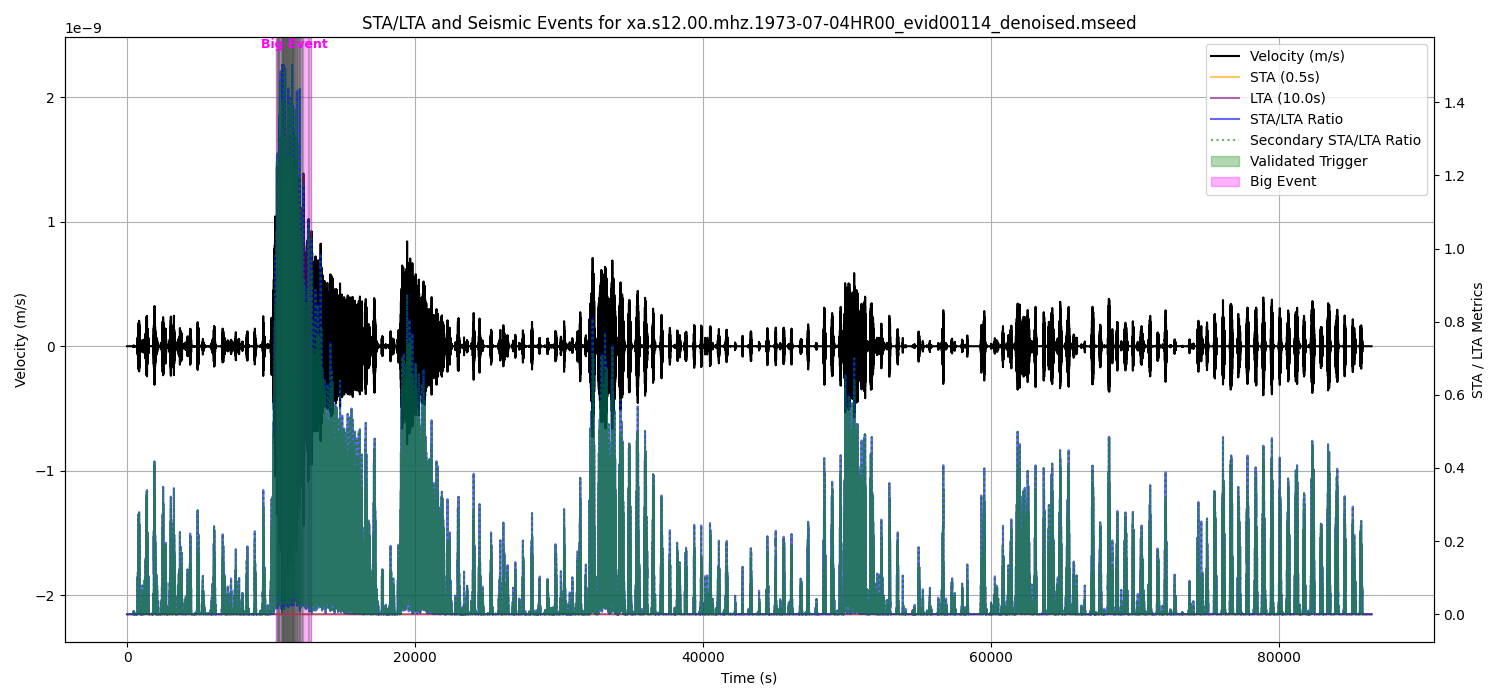 STA/LTA and Seismic Events for xa.s12.00.mhz.1973-07-04HR00_evid00114_denoised.mseed
1e−9
Big Event
Velocity (m/s)
STA (0.5s)
LTA (10.0s)
STA/LTA Ratio
Secondary STA/LTA Ratio
Validated Trigger
Big Event
2
1
0
−1
−2
Velocity (m/s)
1.4
1.2
1.0
0.8
0.6
0.4
0.2
0.0
STA / LTA Metrics
0
20000
40000
60000
80000
Time (s)